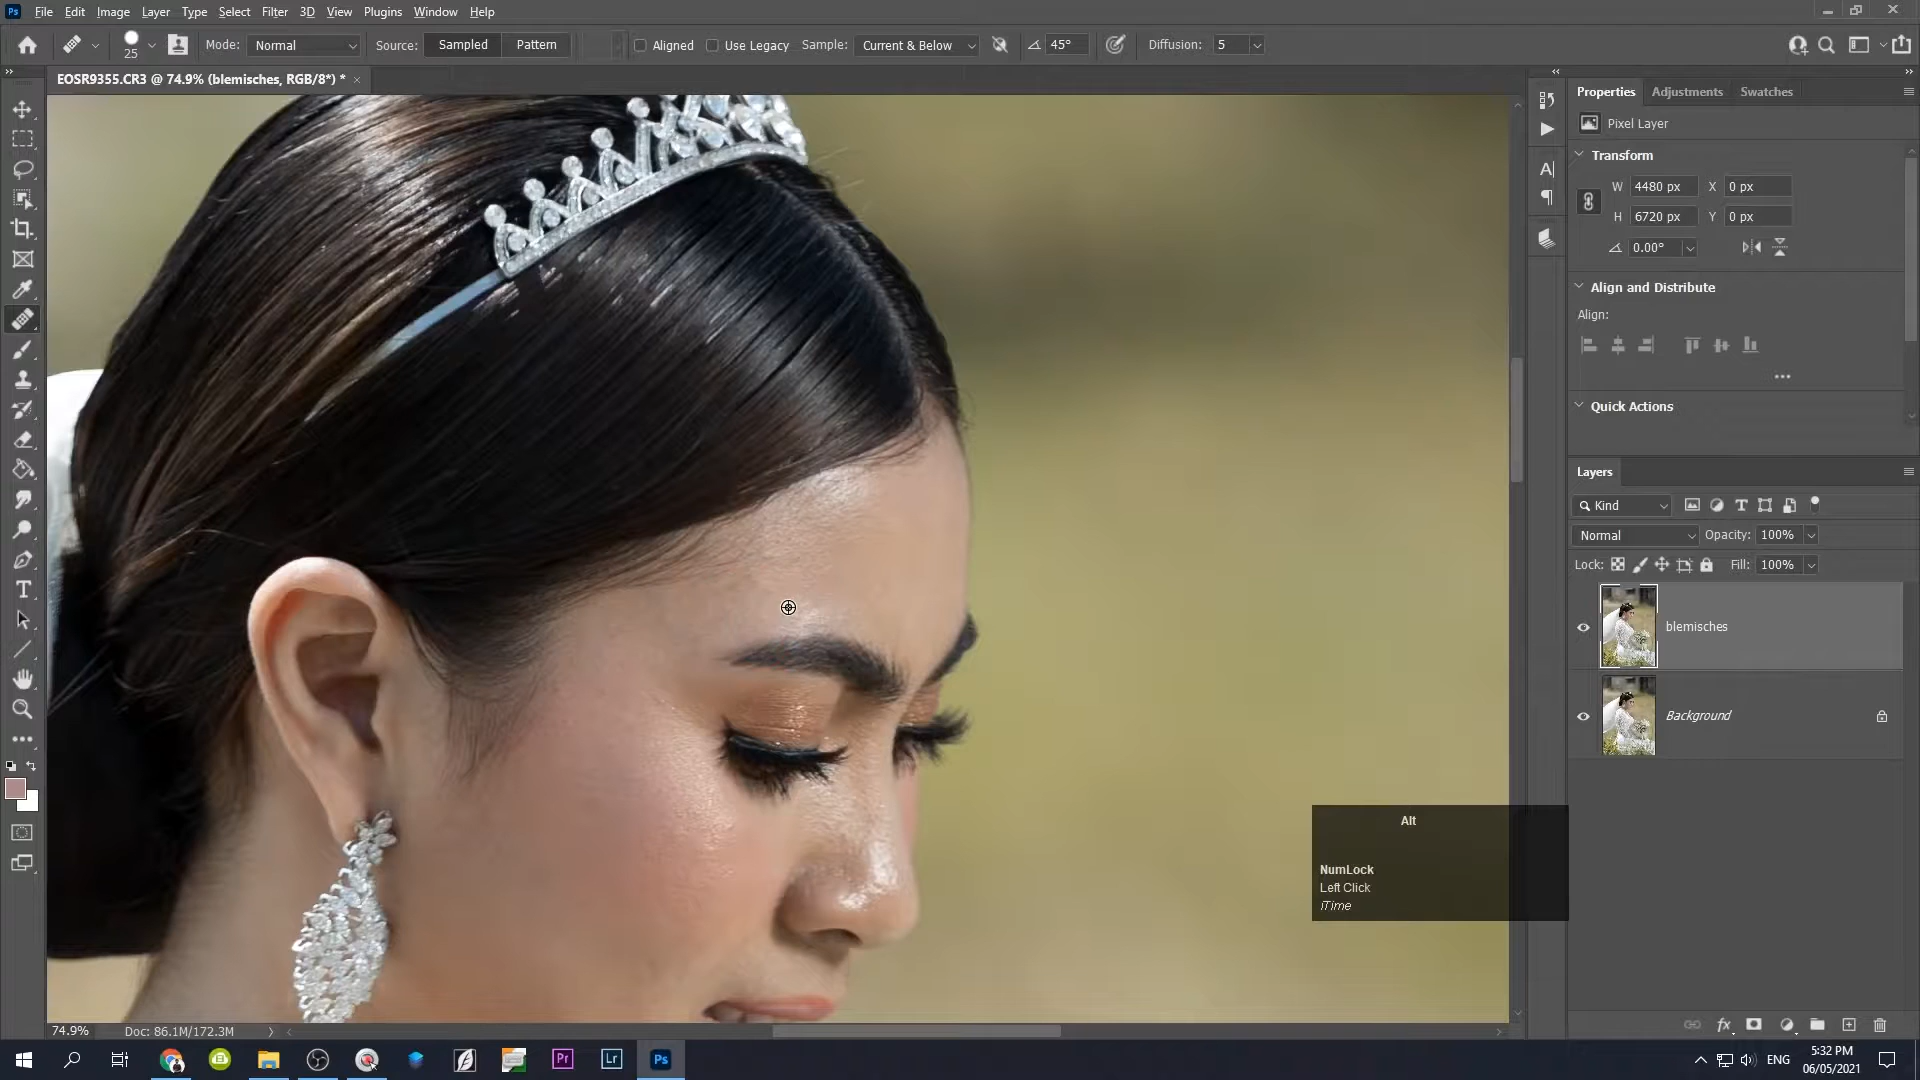 Ps File Edit Image Layer Type Select Filter 3D View Plugins Window Help
25 Mode: Normal Source: Sampled Pattern Aligned Use Legacy Sample: Current & Below 45° Diffusion: 5
EOSR9355.CR3 @ 74.9% (blemisches, RGB/8*) * ×
Properties Adjustments Swatches
Pixel Layer
Transform
W 4480 px X 0 px
H 6720 px Y 0 px
0.00°
Align and Distribute
Align:
Quick Actions
Layers
Kind
Normal Opacity: 100%
Lock: Fill: 100%
blemisches
Background
Alt
NumLock
Left Click
iTime
74.9% Doc: 86.1M/172.3M
Pr Lr Ps
ENG 5:32 PM
06/05/2021